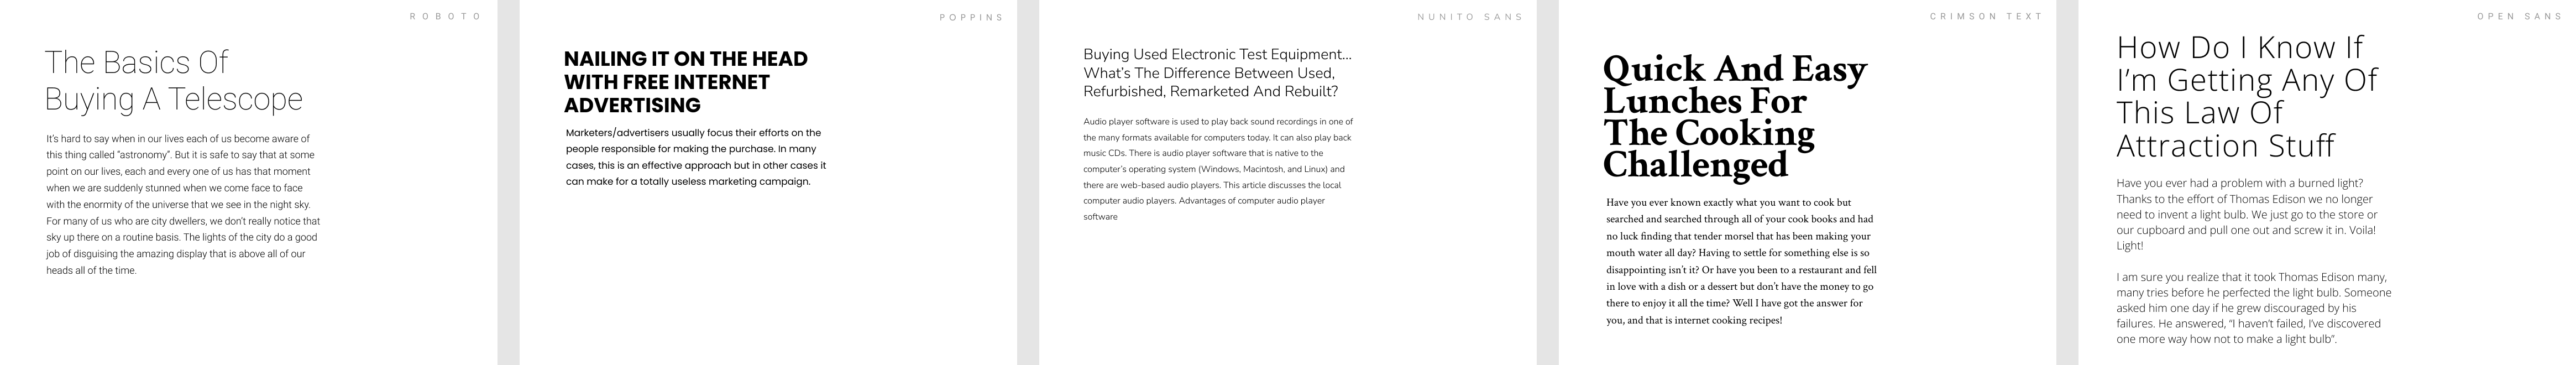 ROBOTO
The Basics Of
Buying A Telescope
It's hard to say when in our lives each of us become aware of
this thing called "astronomy". But it is safe to say that at some
point on our lives, each and every one of us has that moment
when we are suddenly stunned when we come face to face
with the enormity of the universe that we see in the night sky.
For many of us who are city dwellers, we don't really notice that
sky up there on a routine basis. The lights of the city do a good
job of disguising the amazing display that is above all of our
heads all of the time.
POPPINS
NAILING IT ON THE HEAD
WITH FREE INTERNET
ADVERTISING
Marketers/advertisers usually focus their efforts on the
people responsible for making the purchase. In many
cases, this is an effective approach but in other cases it
can make for a totally useless marketing campaign.
NUNITO SANS
Buying Used Electronic Test Equipment...
What's The Difference Between Used,
Refurbished, Remarketed And Rebuilt?
Audio player software is used to play back sound recordings in one of
the many formats available for computers today. It can also play back
music CDs. There is audio player software that is native to the
computer's operating system (Windows, Macintosh, and Linux) and
there are web-based audio players. This article discusses the local
computer audio players. Advantages of computer audio player
software
CRIMSON TEXT
Quick And Easy
Lunches For
The Cooking
Challenged
Have you ever known exactly what you want to cook but
searched and searched through all of your cook books and had
no luck finding that tender morsel that has been making your
mouth water all day? Having to settle for something else is so
disappointing isn't it? Or have you been to a restaurant and fell
in love with a dish or a dessert but don't have the money to go
there to enjoy it all the time? Well I have got the answer for
you, and that is internet cooking recipes!
OPEN SANS
How Do I Know If
I'm Getting Any Of
This Law Of
Attraction Stuff
Have you ever had a problem with a burned light?
Thanks to the effort of Thomas Edison we no longer
need to invent a light bulb. We just go to the store or
our cupboard and pull one out and screw it in. Voila!
Light!
I am sure you realize that it took Thomas Edison many,
many tries before he perfected the light bulb. Someone
asked him one day if he grew discouraged by his
failures. He answered, "I haven't failed, I've discovered
one more way how not to make a light bulb".